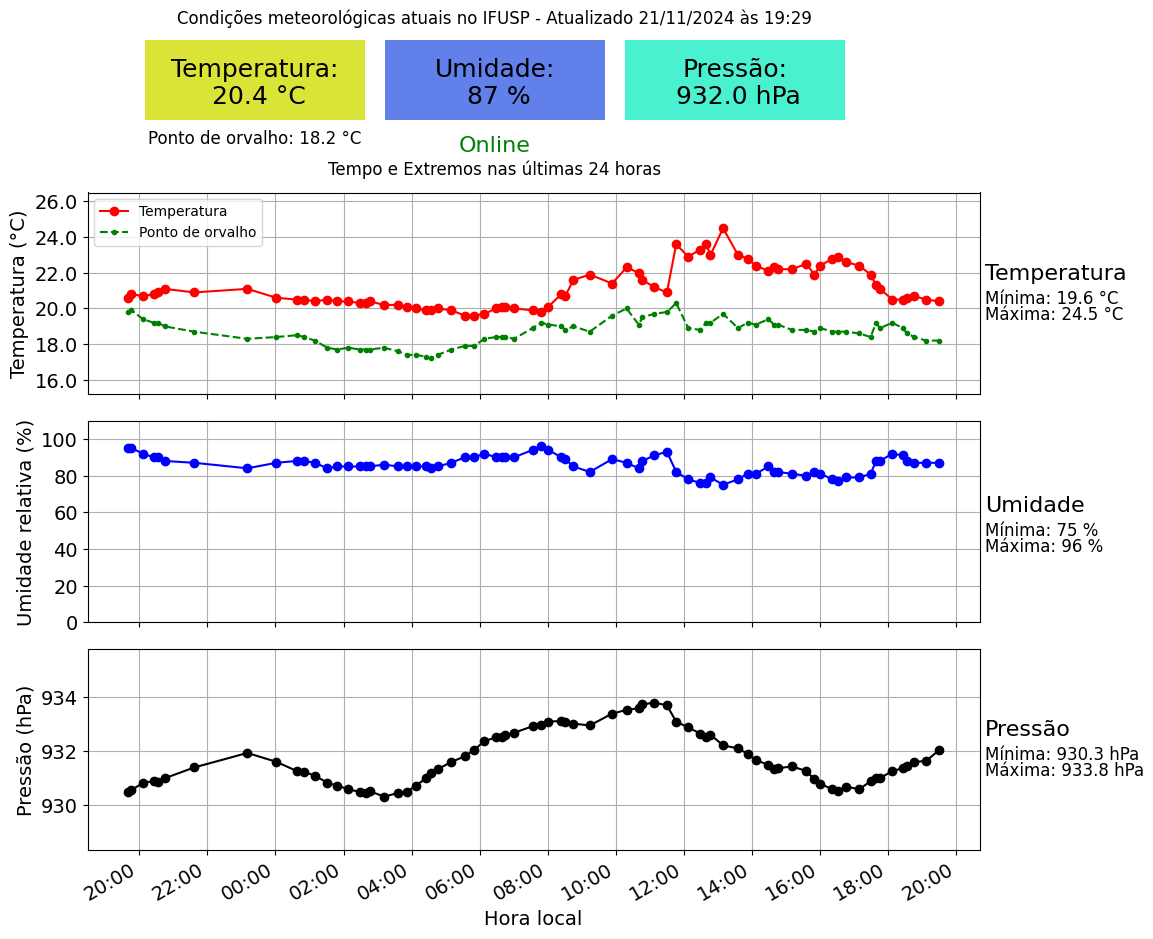 Condições meteorológicas atuais no IFUSP - Atualizado 21/11/2024 às 19:29
Temperatura:
20.4 °C
Umidade:
87 %
Pressão:
932.0 hPa
Ponto de orvalho: 18.2 °C
Online
Tempo e Extremos nas últimas 24 horas
Temperatura (°C)
26.0
24.0
22.0
20.0
18.0
16.0
Temperatura
Ponto de orvalho
Temperatura
Mínima: 19.6 °C
Máxima: 24.5 °C
Umidade relativa (%)
100
80
60
40
20
0
Umidade
Mínima: 75 %
Máxima: 96 %
Pressão (hPa)
934
932
930
Pressão
Mínima: 930.3 hPa
Máxima: 933.8 hPa
20:00 22:00 00:00 02:00 04:00 06:00 08:00 10:00 12:00 14:00 16:00 18:00 20:00
Hora local